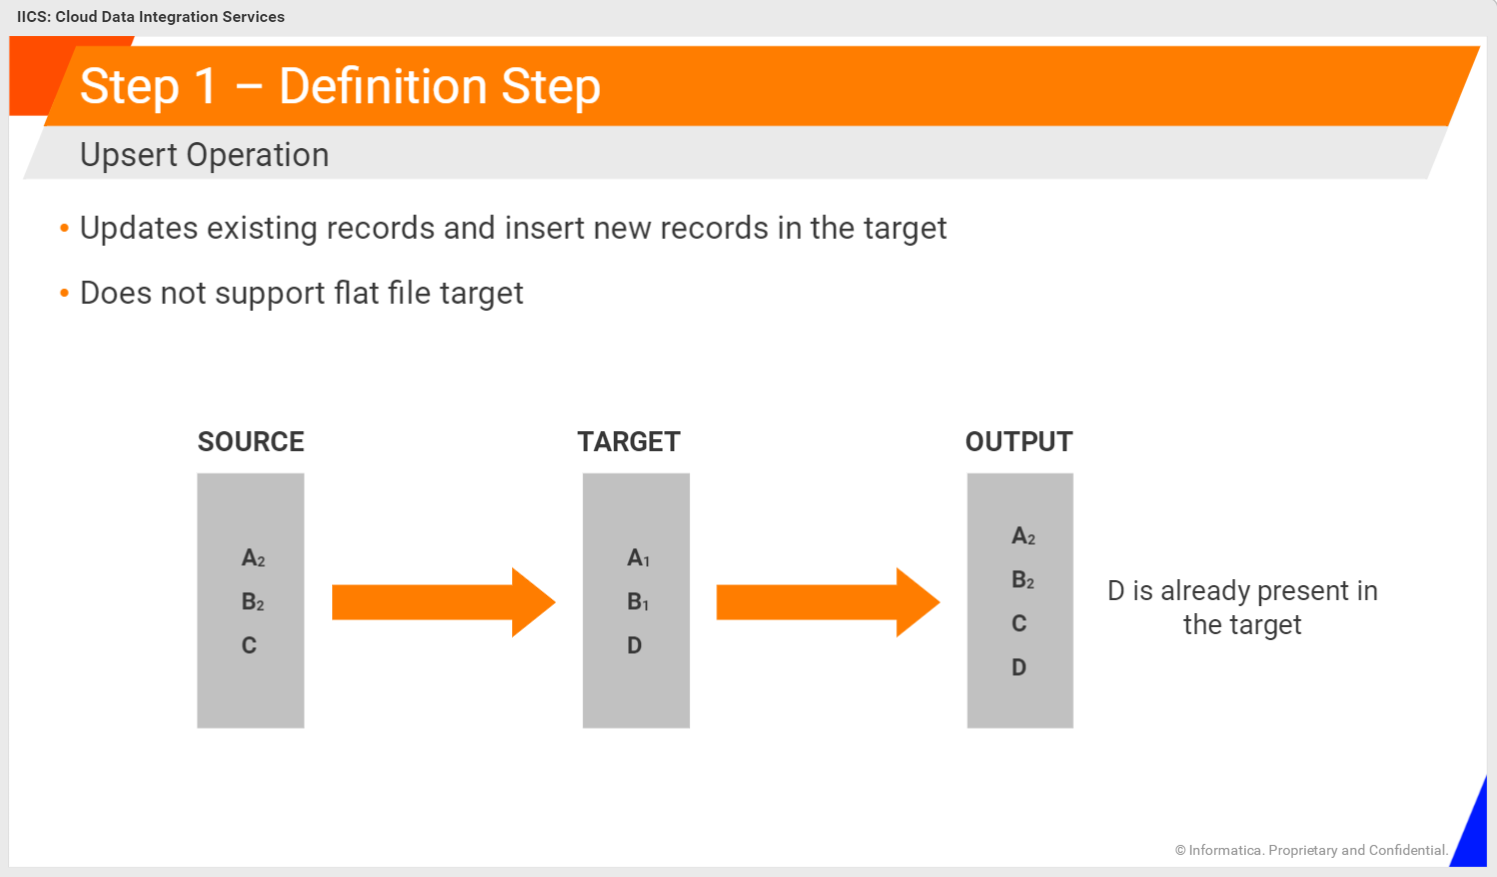 IICS: Cloud Data Integration Services
Step 1 – Definition Step
Upsert Operation
• Updates existing records and insert new records in the target
• Does not support flat file target
SOURCE
A2
B2
C
TARGET
A1
B1
D
OUTPUT
A2
B2
C
D
D is already present in
the target
© Informatica. Proprietary and Confidential.